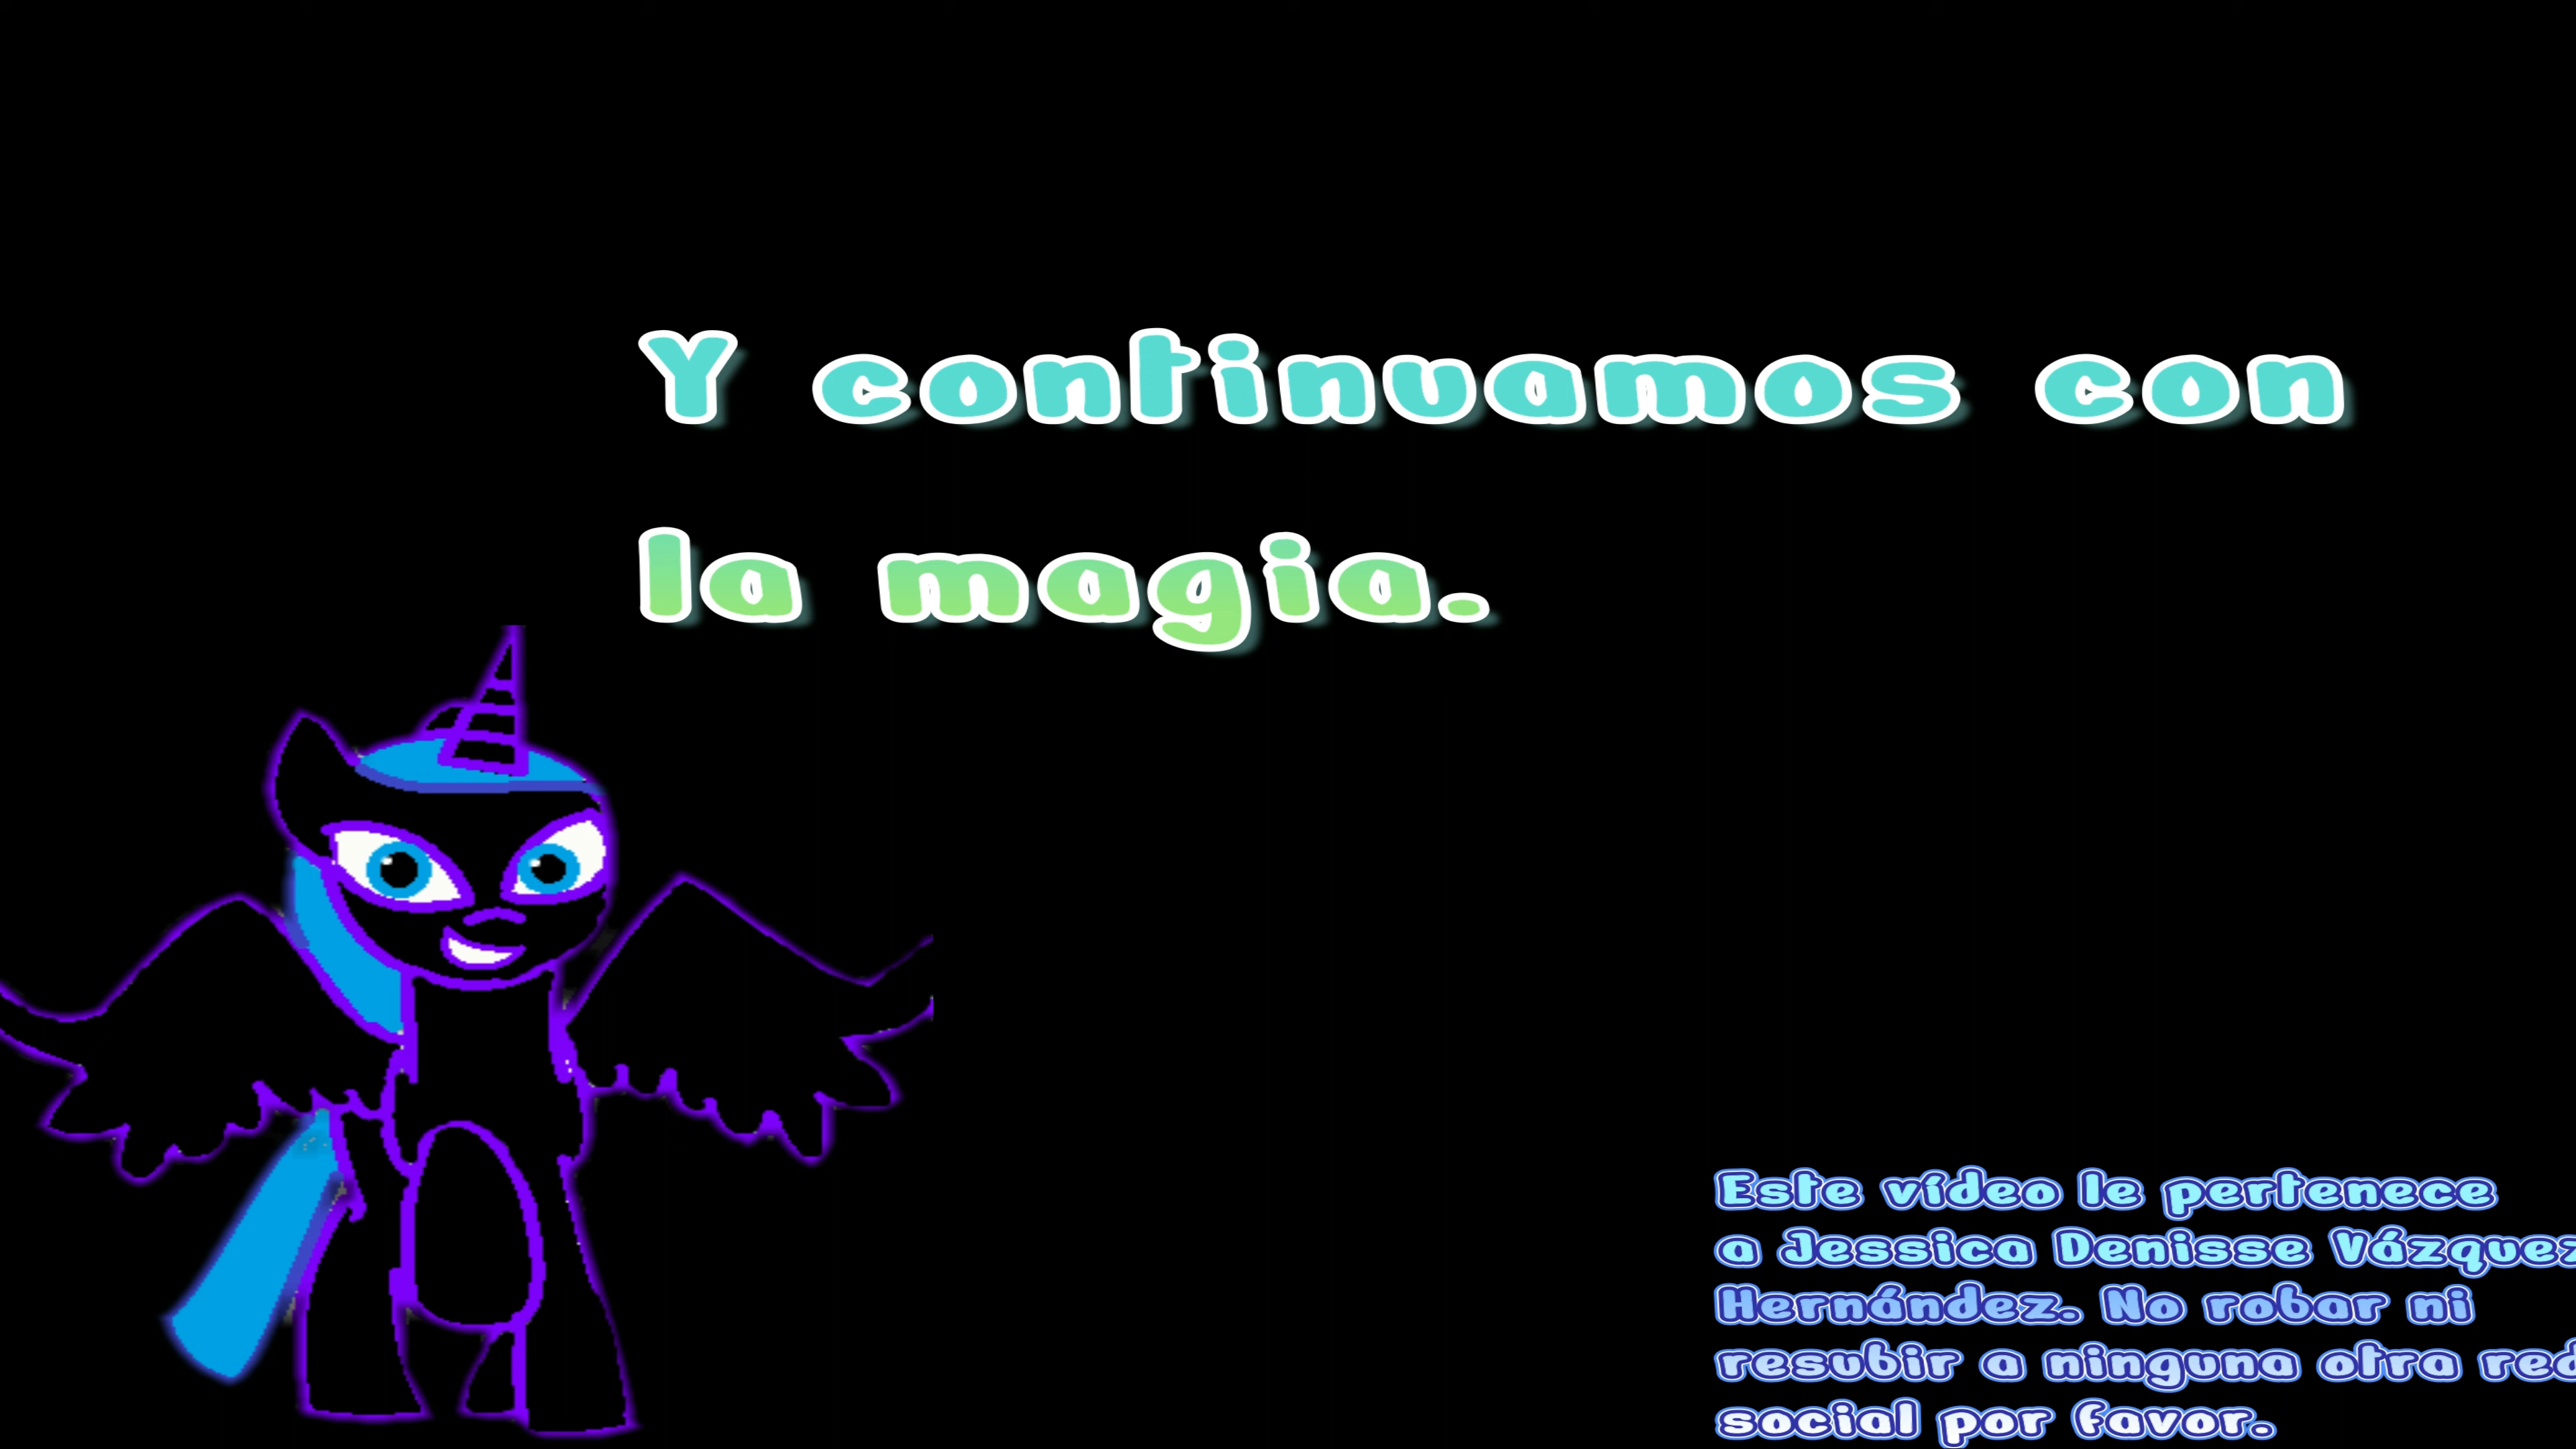 Y continuamos con
la magia.
Este vídeo le pertenece
a Jessica Denisse Vázquez
Hernández. No robar ni
resubir a ninguna otra red
social por favor.